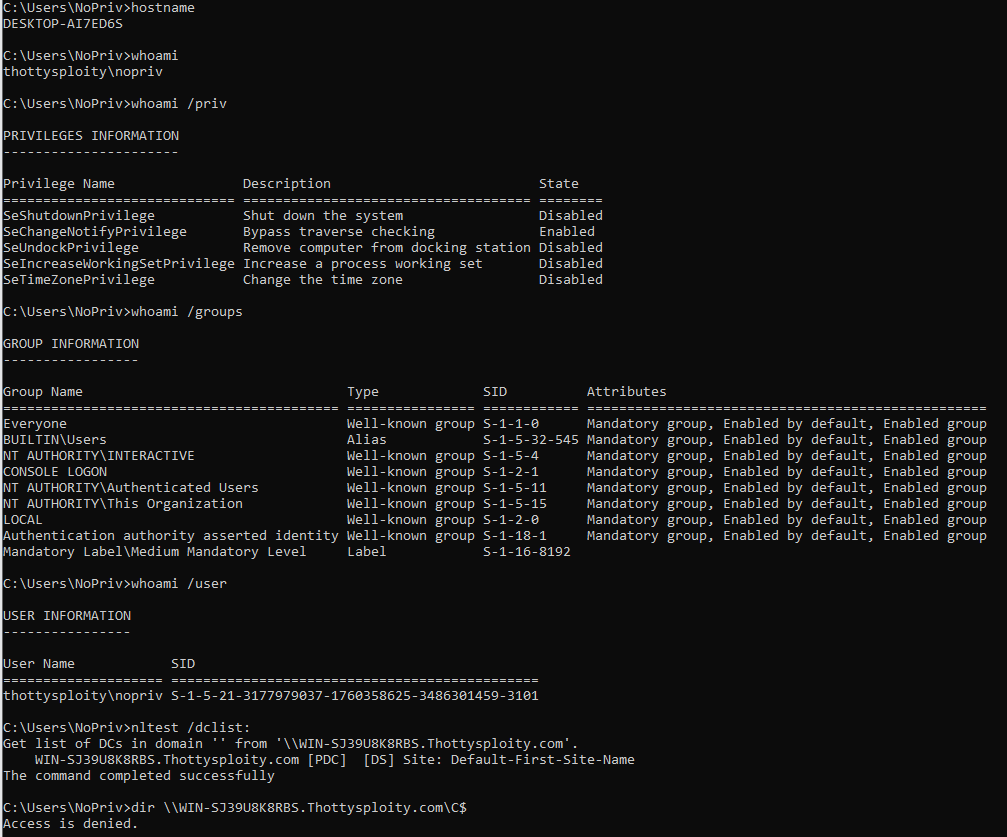 C:\Users\NoPriv>hostname
DESKTOP-AI7ED6S
C:\Users\NoPriv>whoami
thottysploity\nopriv
C:\Users\NoPriv>whoami /priv
PRIVILEGES INFORMATION
----------------------
Privilege Name                Description                          State
============================= ==================================== ========
SeShutdownPrivilege           Shut down the system                 Disabled
SeChangeNotifyPrivilege       Bypass traverse checking             Enabled
SeUndockPrivilege             Remove computer from docking station Disabled
SeIncreaseWorkingSetPrivilege Increase a process working set       Disabled
SeTimeZonePrivilege           Change the time zone                 Disabled
C:\Users\NoPriv>whoami /groups
GROUP INFORMATION
-----------------
Group Name                                 Type             SID          Attributes
========================================== ================ ============ ==================================================
Everyone                                   Well-known group S-1-1-0      Mandatory group, Enabled by default, Enabled group
BUILTIN\Users                              Alias            S-1-5-32-545 Mandatory group, Enabled by default, Enabled group
NT AUTHORITY\INTERACTIVE                   Well-known group S-1-5-4      Mandatory group, Enabled by default, Enabled group
CONSOLE LOGON                              Well-known group S-1-2-1      Mandatory group, Enabled by default, Enabled group
NT AUTHORITY\Authenticated Users           Well-known group S-1-5-11     Mandatory group, Enabled by default, Enabled group
NT AUTHORITY\This Organization             Well-known group S-1-5-15     Mandatory group, Enabled by default, Enabled group
LOCAL                                      Well-known group S-1-2-0      Mandatory group, Enabled by default, Enabled group
Authentication authority asserted identity Well-known group S-1-18-1     Mandatory group, Enabled by default, Enabled group
Mandatory Label\Medium Mandatory Level     Label            S-1-16-8192
C:\Users\NoPriv>whoami /user
USER INFORMATION
----------------
User Name            SID
==================== ==============================================
thottysploity\nopriv S-1-5-21-3177979037-1760358625-3486301459-3101
C:\Users\NoPriv>nltest /dclist:
Get list of DCs in domain '' from '\\WIN-SJ39U8K8RBS.Thottysploity.com'.
    WIN-SJ39U8K8RBS.Thottysploity.com [PDC]  [DS] Site: Default-First-Site-Name
The command completed successfully
C:\Users\NoPriv>dir \\WIN-SJ39U8K8RBS.Thottysploity.com\C$
Access is denied.